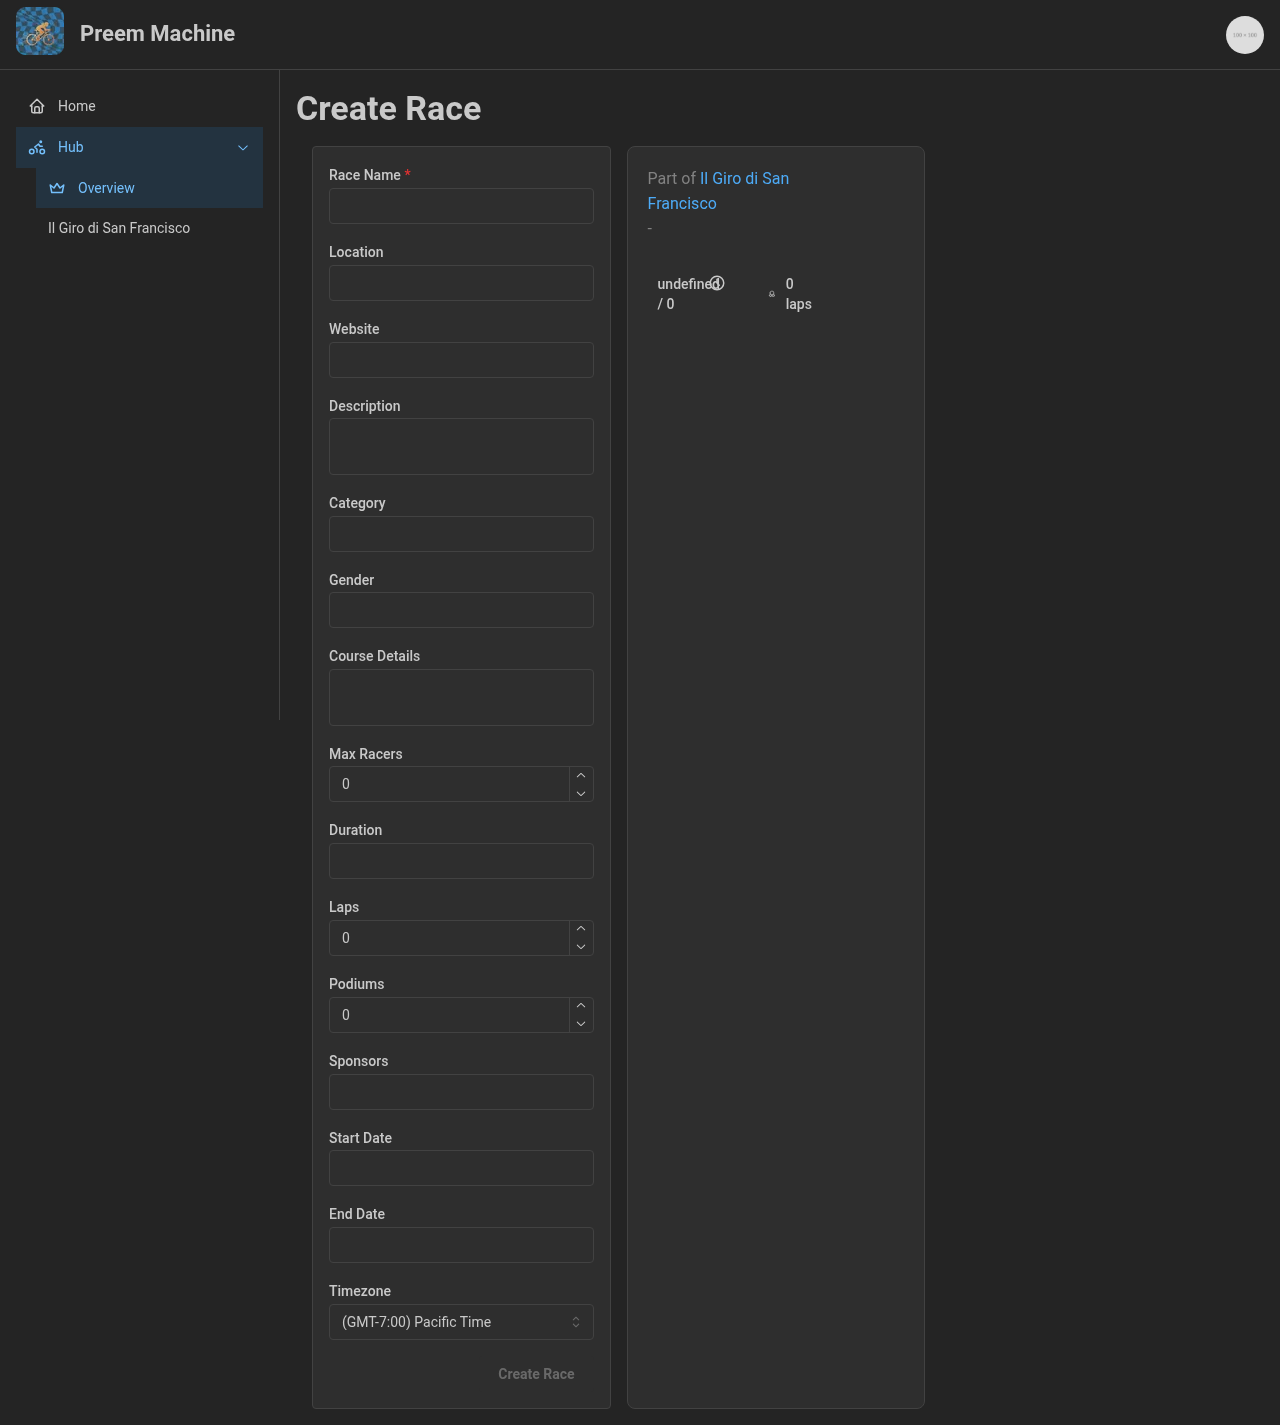 Preem Machine
100 × 100
Home
Hub
Overview
Il Giro di San Francisco
Create Race
Race Name *
Location
Website
Description
Category
Gender
Course Details
Max Racers
0
Duration
Laps
0
Podiums
0
Sponsors
Start Date
End Date
Timezone
(GMT-7:00) Pacific Time
Create Race
Part of Il Giro di San
Francisco
-
undefined
/ 0
0
laps